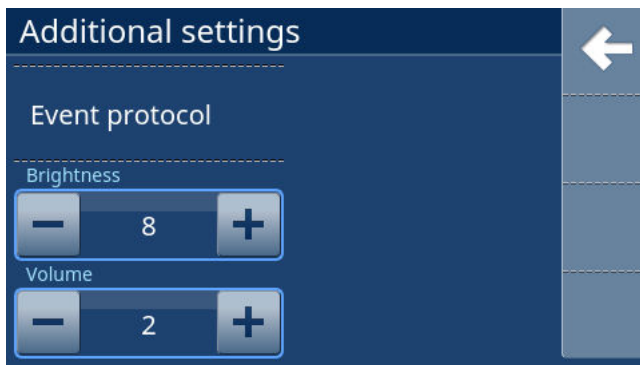 Additional settings
Event protocol
Brightness
8
Volume
2